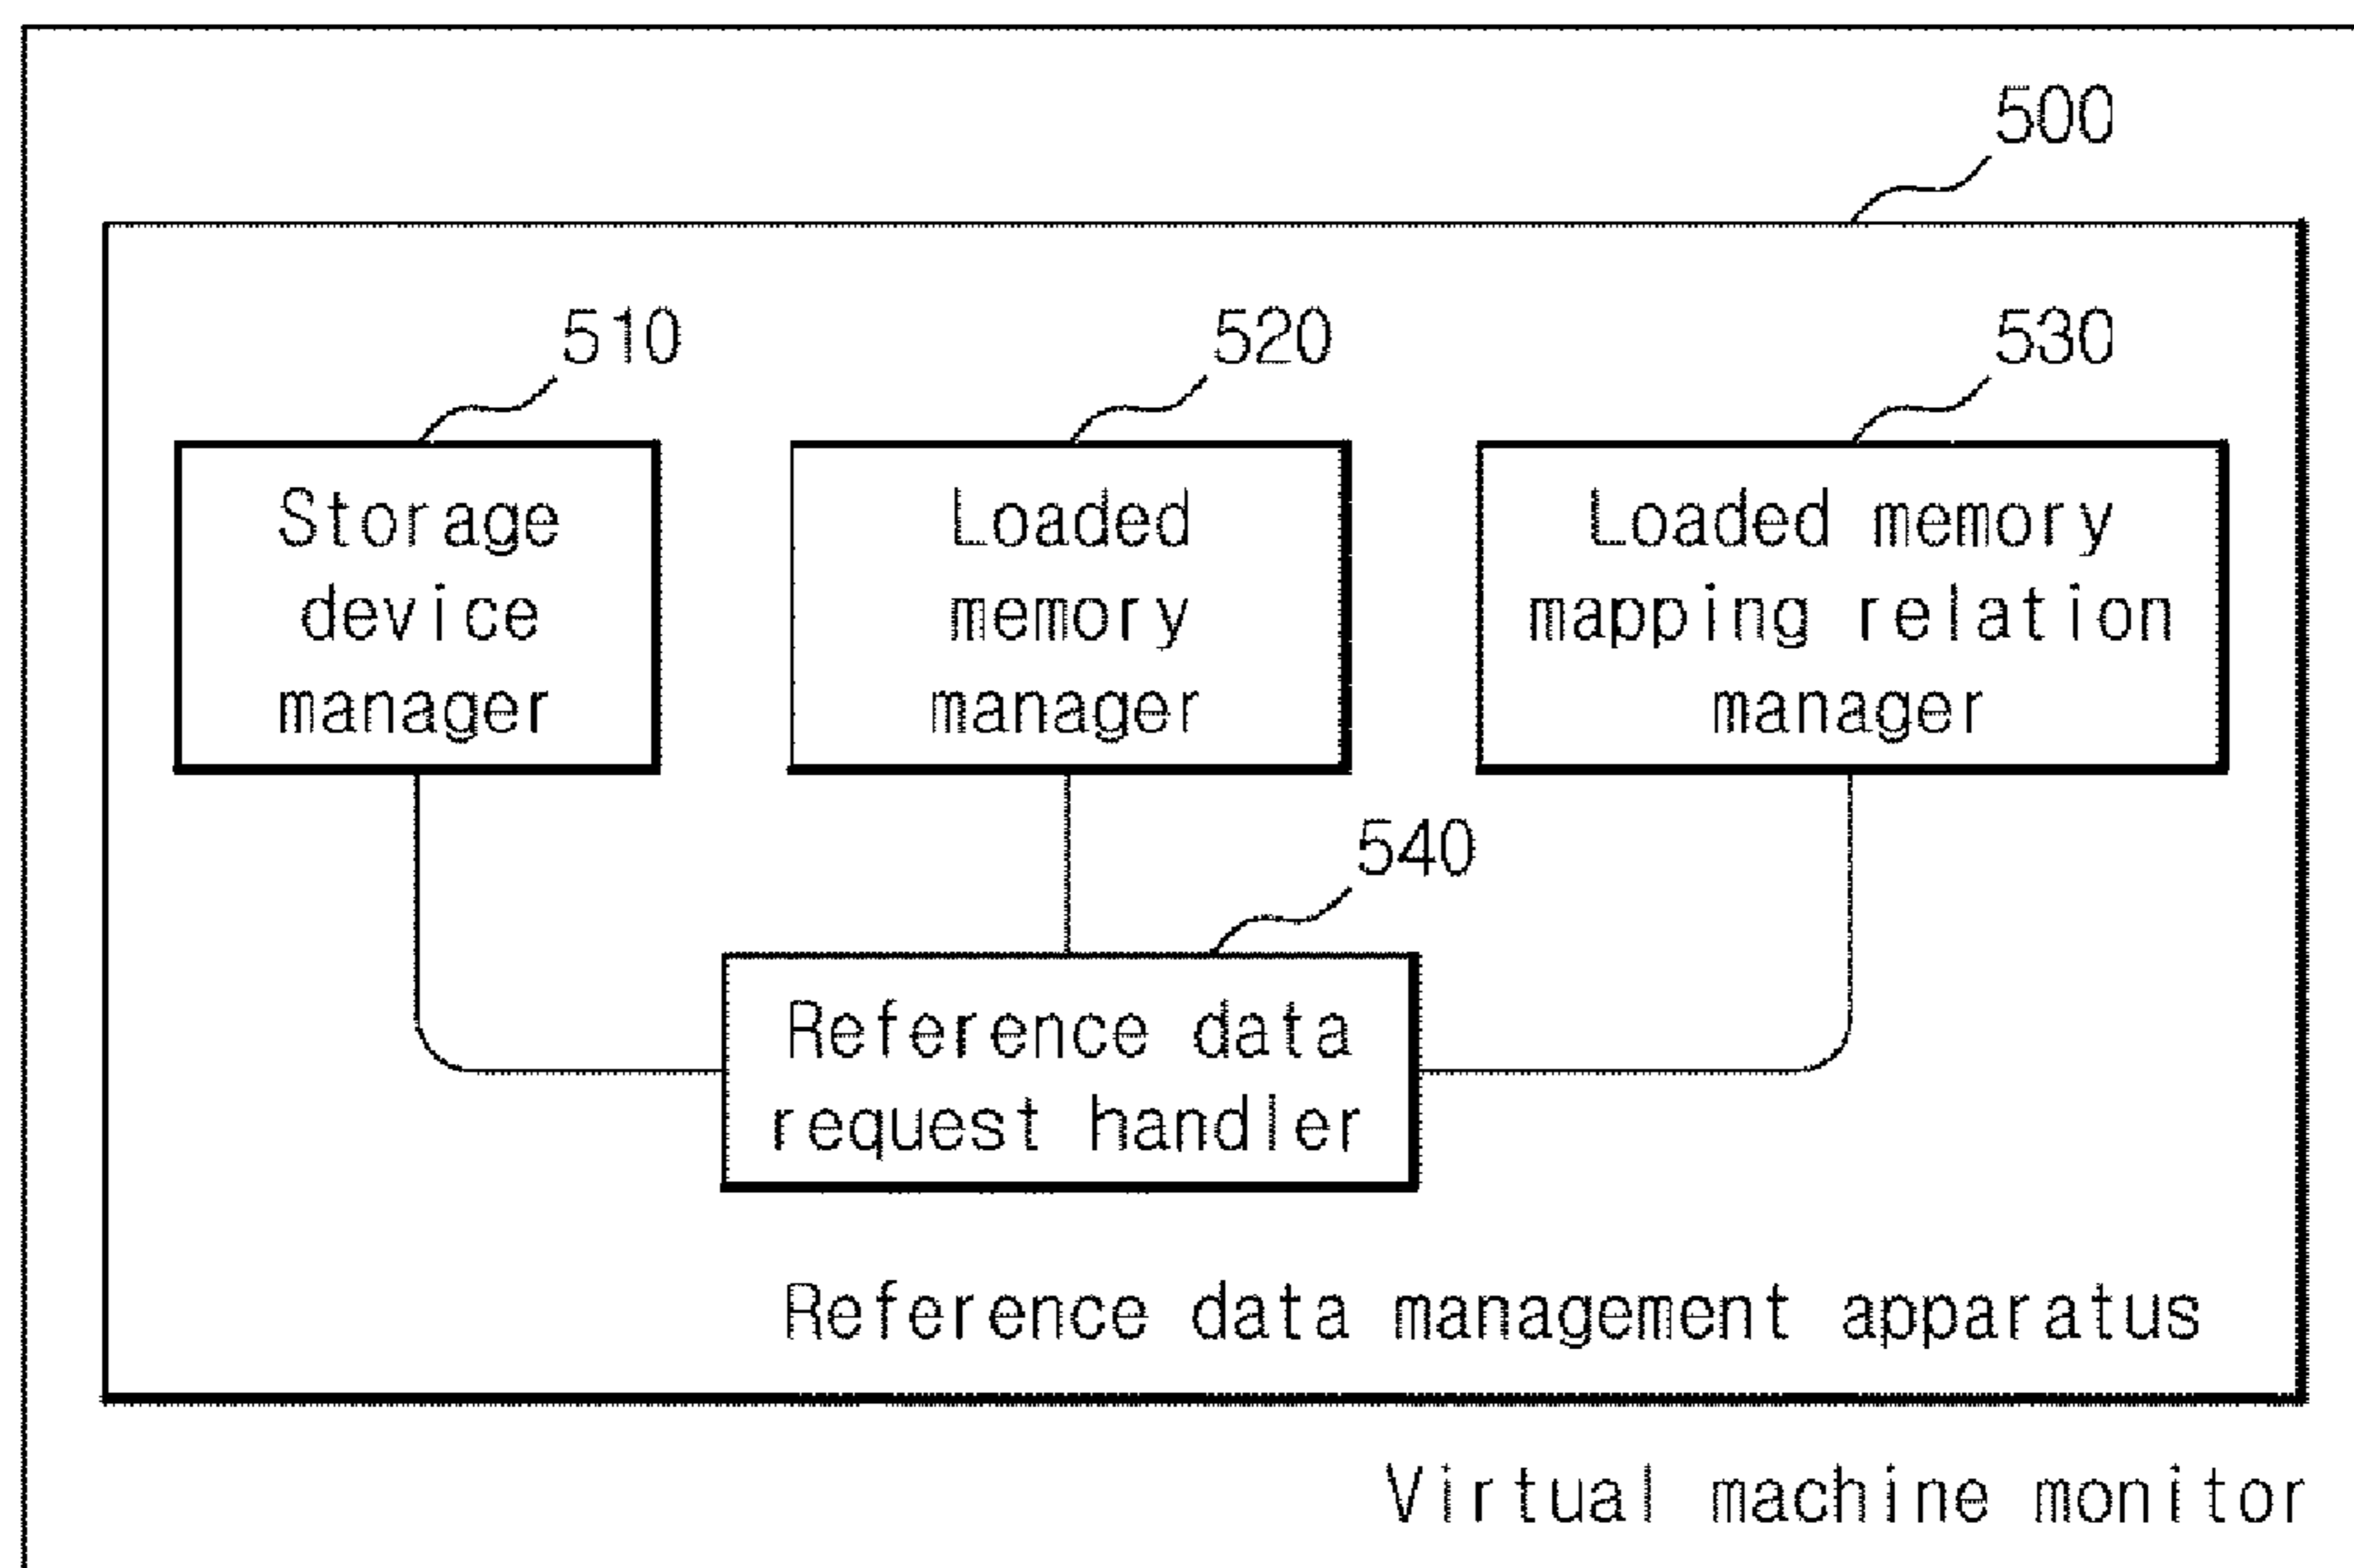 500
510
520
530
Storage
device
manager
Loaded
memory
manager
Loaded memory
mapping relation
manager
540
Reference data
request handler
Reference data management apparatus
Virtual machine monitor